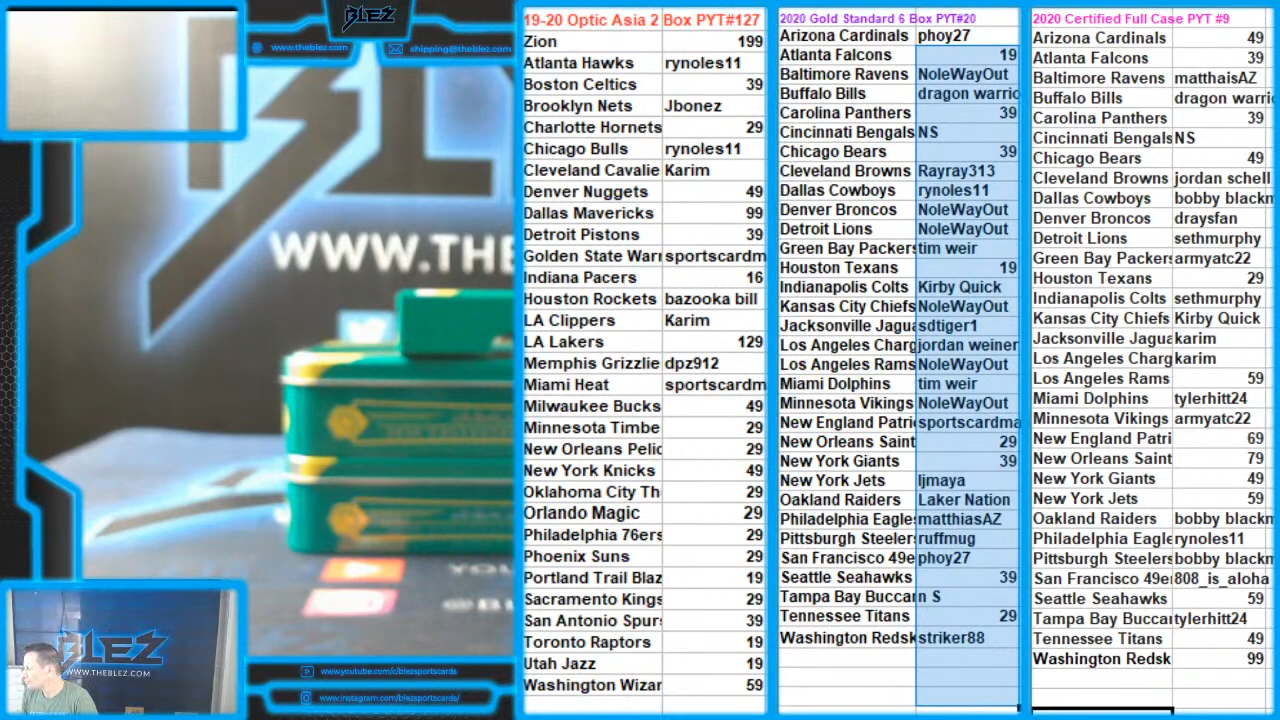 BLEZ
www.theblez.com
shipping@theblez.com
WWW.THE
BLEZ
WWW.THEBLEZ.COM
www.youtube.com/c/blezsportscards
www.instagram.com/blezsportscards/
19-20 Optic Asia 2 Box PYT#127
Zion 199
Atlanta Hawks rynoles11
Boston Celtics 39
Brooklyn Nets Jbonez
Charlotte Hornets 29
Chicago Bulls rynoles11
Cleveland Cavalie Karim
Denver Nuggets 49
Dallas Mavericks 99
Detroit Pistons 39
Golden State Warr sportscardm
Indiana Pacers 16
Houston Rockets bazooka bill
LA Clippers Karim
LA Lakers 129
Memphis Grizzlie dpz912
Miami Heat sportscardm
Milwaukee Bucks 49
Minnesota Timbe 29
New Orleans Pelic 29
New York Knicks 49
Oklahoma City Th 29
Orlando Magic 29
Philadelphia 76ers 29
Phoenix Suns 29
Portland Trail Blaz 19
Sacramento Kings 29
San Antonio Spurs 39
Toronto Raptors 19
Utah Jazz 19
Washington Wizar 59
2020 Gold Standard 6 Box PYT#20
Arizona Cardinals phoy27
Atlanta Falcons 19
Baltimore Ravens NoleWayOut
Buffalo Bills dragon warric
Carolina Panthers 39
Cincinnati Bengals NS
Chicago Bears 39
Cleveland Browns Rayray313
Dallas Cowboys rynoles11
Denver Broncos NoleWayOut
Detroit Lions NoleWayOut
Green Bay Packers tim weir
Houston Texans 19
Indianapolis Colts Kirby Quick
Kansas City Chiefs NoleWayOut
Jacksonville Jagua sdtiger1
Los Angeles Charg jordan weiner
Los Angeles Rams NoleWayOut
Miami Dolphins tim weir
Minnesota Vikings NoleWayOut
New England Patri sportscardma
New Orleans Saint 29
New York Giants 39
New York Jets ljmaya
Oakland Raiders Laker Nation
Philadelphia Eagle matthiasAZ
Pittsburgh Steelers ruffmug
San Francisco 49e phoy27
Seattle Seahawks 39
Tampa Bay Buccan n S
Tennessee Titans 29
Washington Redsk striker88
2020 Certified Full Case PYT #9
Arizona Cardinals 49
Atlanta Falcons 39
Baltimore Ravens matthaisAZ
Buffalo Bills dragon warric
Carolina Panthers 39
Cincinnati Bengals NS
Chicago Bears 49
Cleveland Browns jordan schell
Dallas Cowboys bobby blackn
Denver Broncos draysfan
Detroit Lions sethmurphy
Green Bay Packers armyatc22
Houston Texans 29
Indianapolis Colts sethmurphy
Kansas City Chiefs Kirby Quick
Jacksonville Jagua karim
Los Angeles Charg karim
Los Angeles Rams 59
Miami Dolphins tylerhitt24
Minnesota Vikings armyatc22
New England Patri 69
New Orleans Saint 79
New York Giants 49
New York Jets 59
Oakland Raiders bobby blackn
Philadelphia Eagle rynoles11
Pittsburgh Steelers bobby blackn
San Francisco 49er 808_is_aloha
Seattle Seahawks 59
Tampa Bay Buccan tylerhitt24
Tennessee Titans 49
Washington Redsk 99